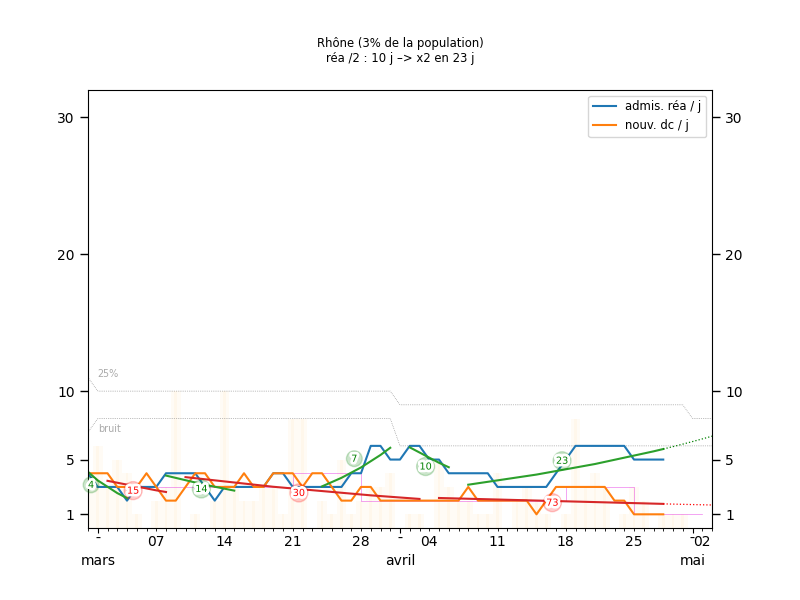 Rhône (3% de la population)
réa /2 : 10 j –> x2 en 23 j
admis. réa / j
nouv. dc / j
30
30
20
20
10
10
25%
bruit
5
5
4
15
14
30
7
10
73
23
1
1
- 07 14 21 28 - 04 11 18 25 -02
mars avril mai